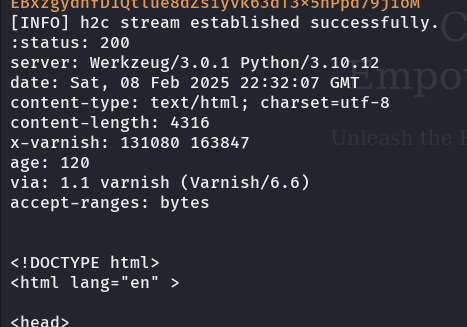 [INFO] h2c stream established successfully.
:status: 200
server: Werkzeug/3.0.1 Python/3.10.12
date: Sat, 08 Feb 2025 22:32:07 GMT
content-type: text/html; charset=utf-8
content-length: 4316
x-varnish: 131080 163847
age: 120
via: 1.1 varnish (Varnish/6.6)
accept-ranges: bytes
Unleash the
<!DOCTYPE html>
<html lang="en" >
<head>